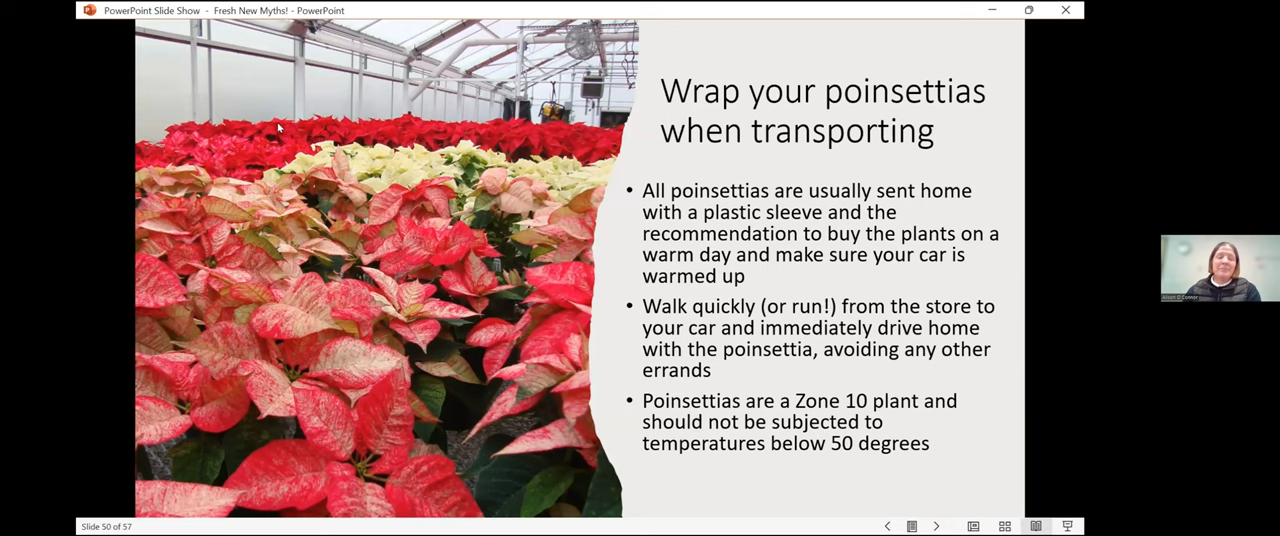 PowerPoint Slide Show - Fresh New Myths! - PowerPoint
Wrap your poinsettias
when transporting
• All poinsettias are usually sent home
with a plastic sleeve and the
recommendation to buy the plants on a
warm day and make sure your car is
warmed up
• Walk quickly (or run!) from the store to
your car and immediately drive home
with the poinsettia, avoiding any other
errands
• Poinsettias are a Zone 10 plant and
should not be subjected to
temperatures below 50 degrees
Alison O'Connor
Slide 50 of 57